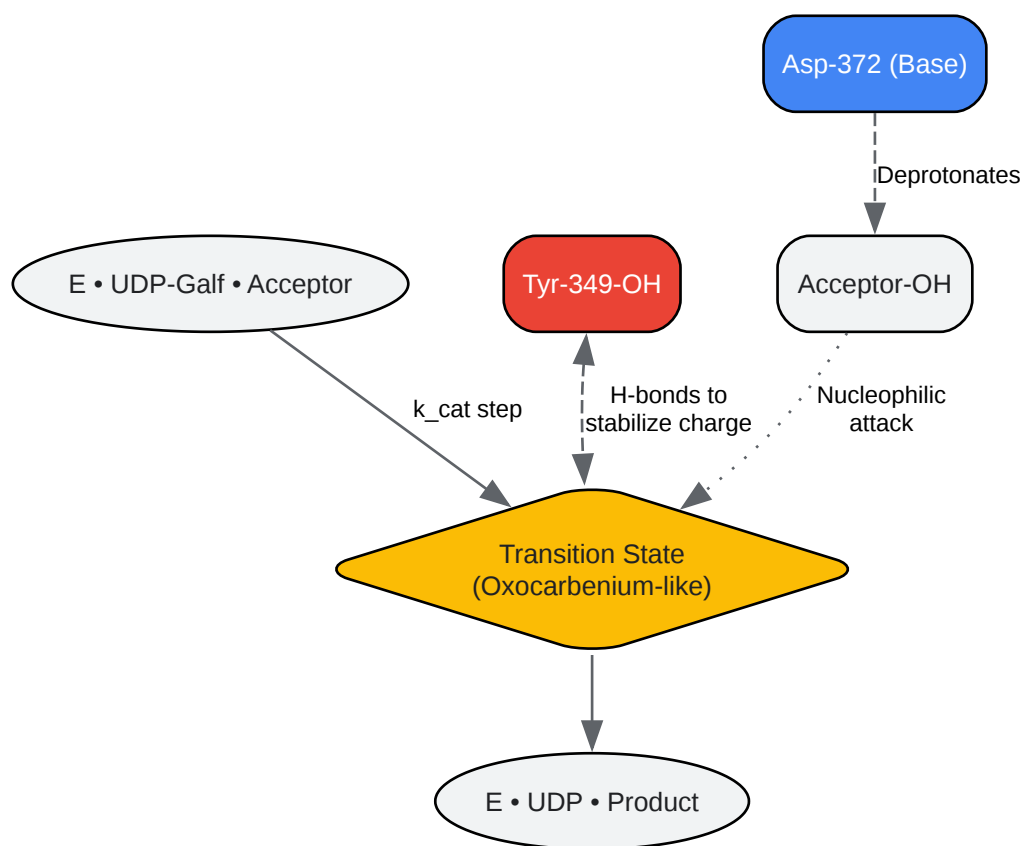 Asp-372 (Base)
Deprotonates
E • UDP-Galf • Acceptor
Tyr-349-OH
Acceptor-OH
k_cat step
H-bonds to
stabilize charge
Nucleophilic
attack
Transition State
(Oxocarbenium-like)
E • UDP • Product